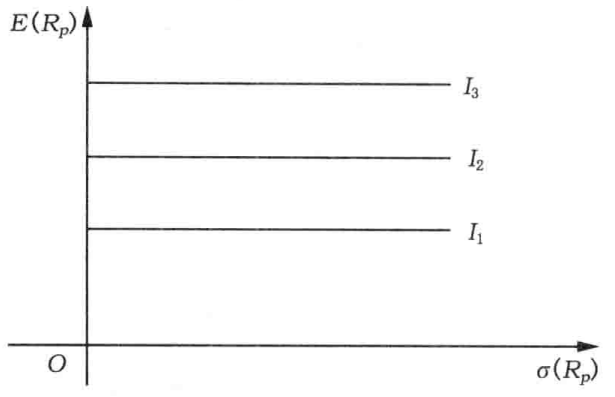 E(Rₚ)
I₃
I₂
I₁
O
σ(Rₚ)